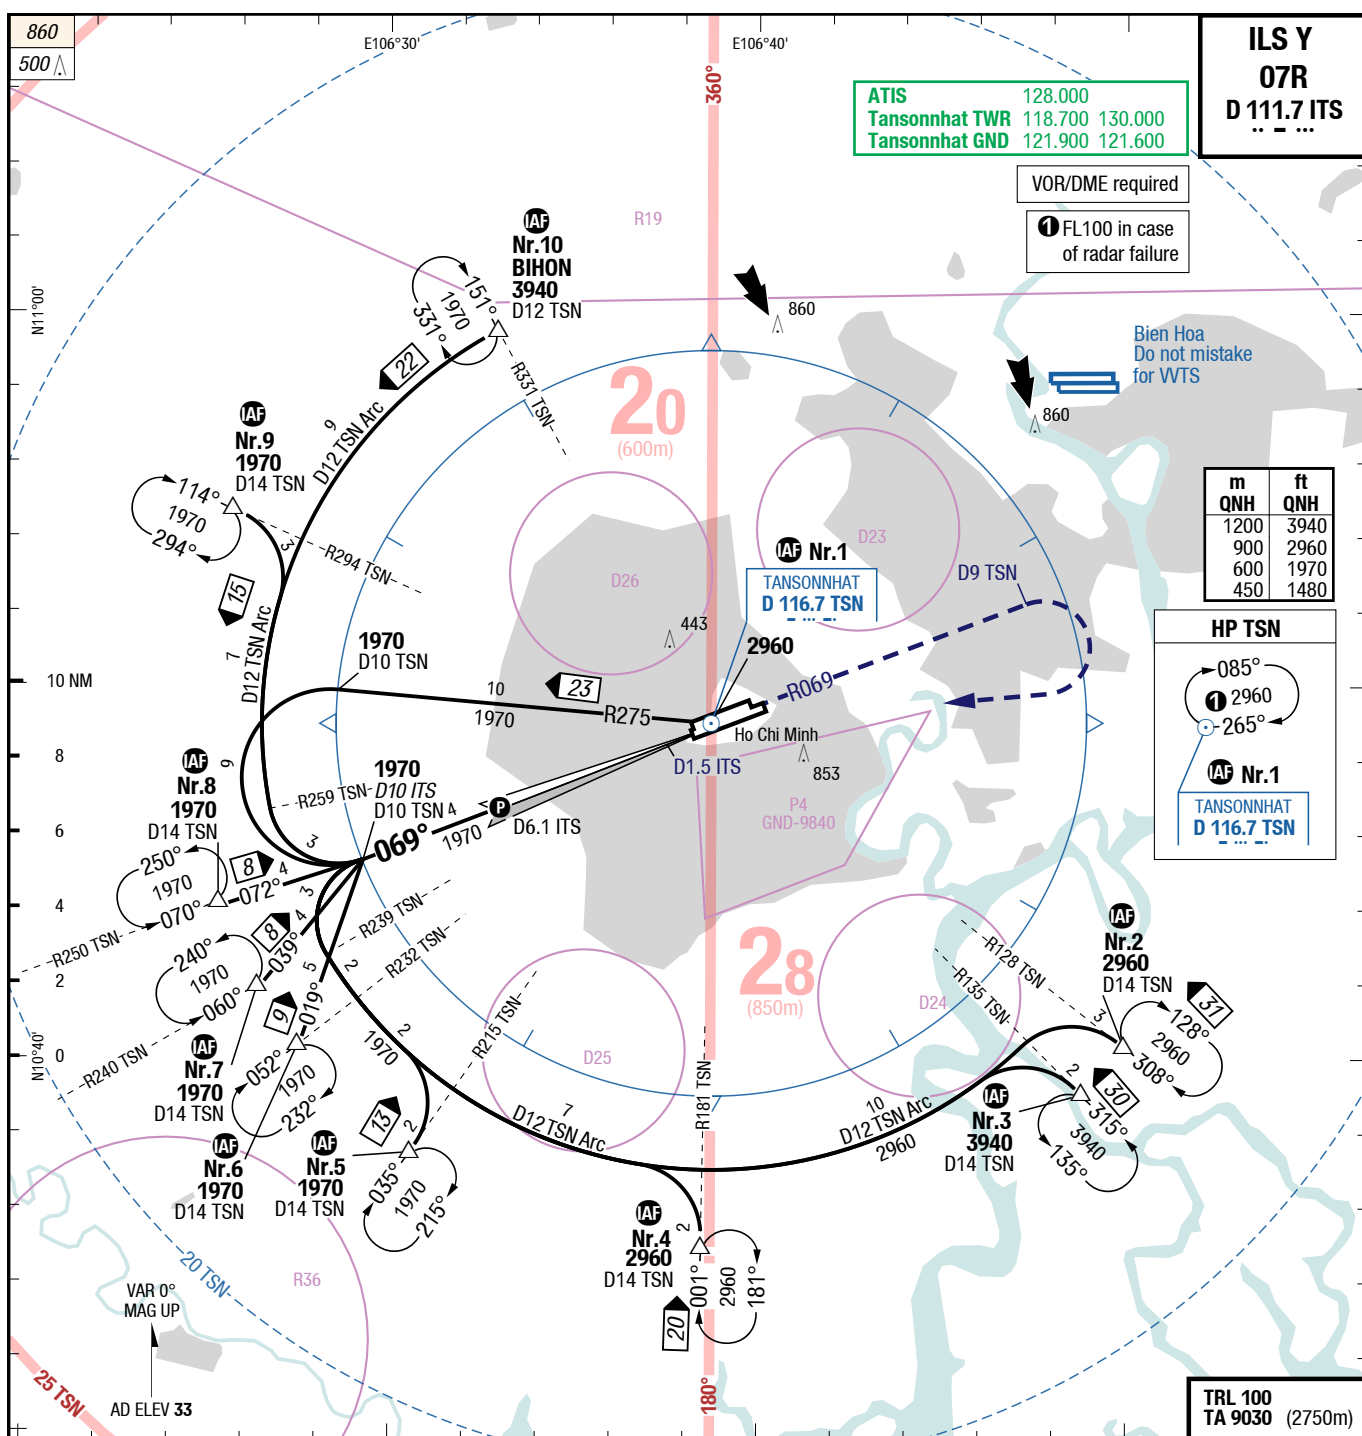 860
500
E106°30'
E106°40'
360°
ILS Y
07R
D 111.7 ITS
ATIS 128.000
Tansonnhat TWR 118.700 130.000
Tansonnhat GND 121.900 121.600
VOR/DME required
1 FL100 in case
of radar failure
R19
IAF
Nr.10
BIHON
3940
D12 TSN
151°
1970
331°
22
R331 TSN
N11°00'
860
Bien Hoa
Do not mistake
for VVTS
860
20
(600m)
IAF
Nr.9
1970
D14 TSN
9
D12 TSN Arc
114°
1970
294°
3
R294 TSN
15
m ft
QNH QNH
1200 3940
900 2960
600 1970
450 1480
D26
D23
IAF Nr.1
TANSONNHAT
D 116.7 TSN
D9 TSN
443
2960
R069
7
D12 TSN Arc
1970
D10 TSN
10 NM
10
1970
23
R275
Ho Chi Minh
853
D1.5 ITS
P4
GND-9840
HP TSN
085°
1 2960
265°
IAF Nr.1
TANSONNHAT
D 116.7 TSN
8
6
4
2
0
9
IAF
Nr.8
1970
D14 TSN
R259 TSN
1970
D10 ITS
D10 TSN
4
1970
069°
P
D6.1 ITS
3
250°
1970
070°
8
072°
4
R250 TSN
3
R239 TSN
R232 TSN
240°
1970
060°
8
039°
4
R240 TSN
5
019°
9
2
2
1970
R215 TSN
28
(850m)
D24
D25
R128 TSN
R135 TSN
IAF
Nr.2
2960
D14 TSN
3
128°
2960
308°
31
N10°40'
IAF
Nr.7
1970
D14 TSN
052°
1970
232°
13
2
R181 TSN
7
D12 TSN Arc
10
D12 TSN Arc
2960
2
30
IAF
Nr.3
3940
D14 TSN
315°
3940
135°
IAF
Nr.6
1970
D14 TSN
IAF
Nr.5
1970
D14 TSN
035°
1970
215°
IAF
Nr.4
2960
D14 TSN
2
001°
2960
181°
20
20 TSN
R36
VAR 0°
MAG UP
AD ELEV 33
25 TSN
180°
TRL 100
TA 9030 (2750m)